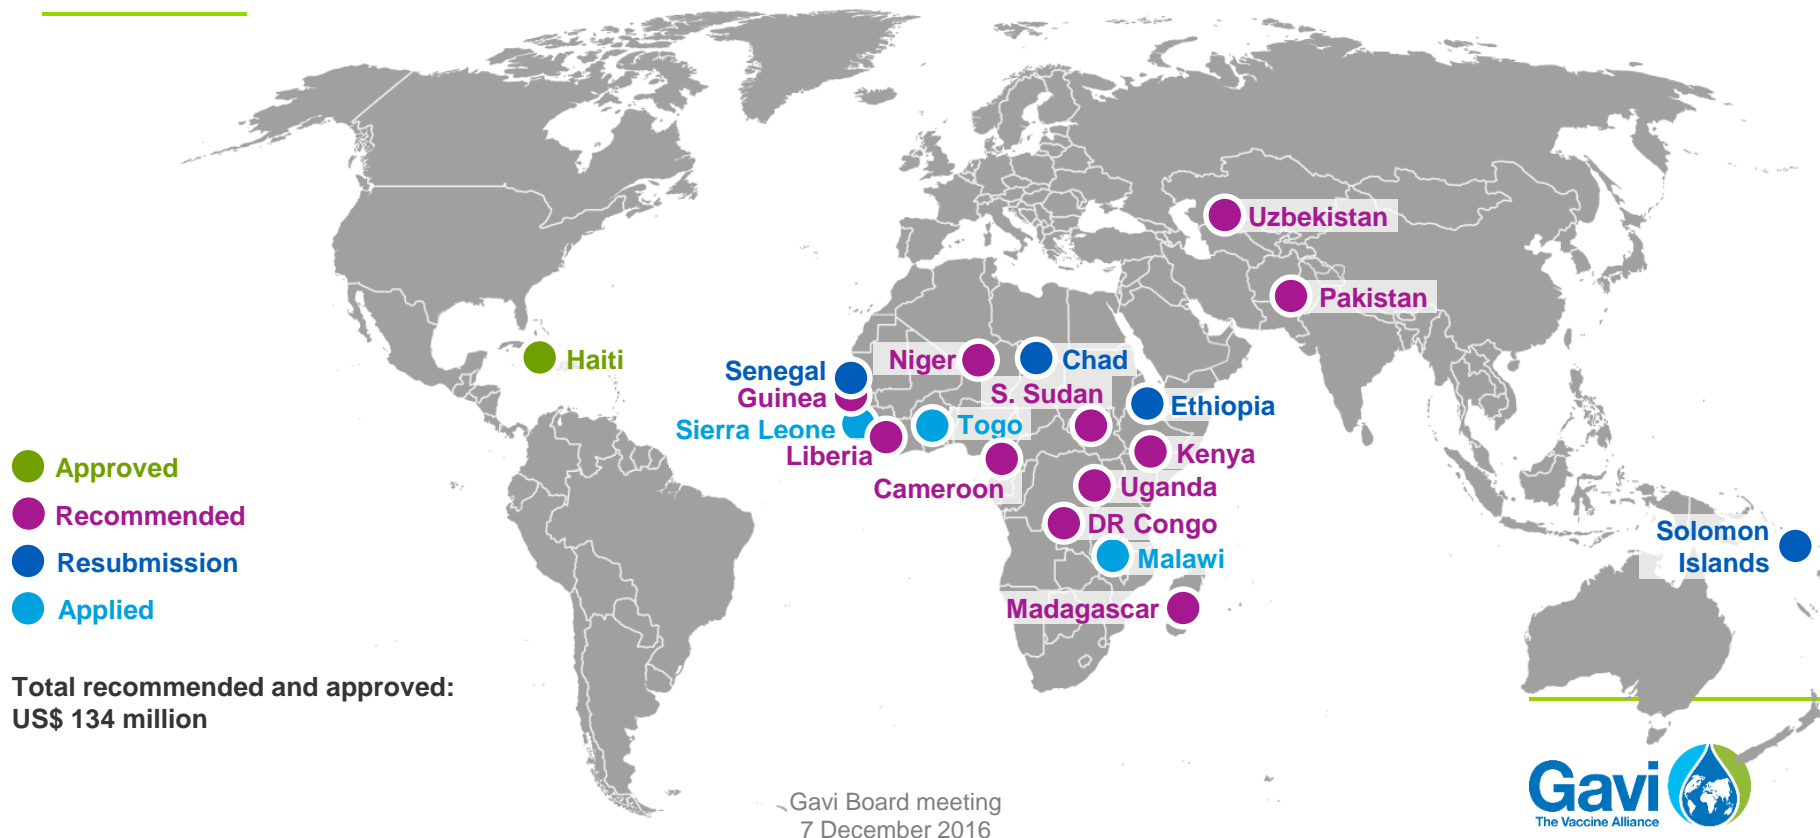 Uzbekistan
Pakistan
Haiti
Niger
Chad
Senegal
S. Sudan
Guinea
Ethiopia
Sierra Leone
Togo
Liberia
Kenya
Cameroon
Uganda
DR Congo
Malawi
Madagascar
Solomon
Islands
Approved
Recommended
Resubmission
Applied
Total recommended and approved:
US$ 134 million
Gavi Board meeting
7 December 2016
Gavi
The Vaccine Alliance